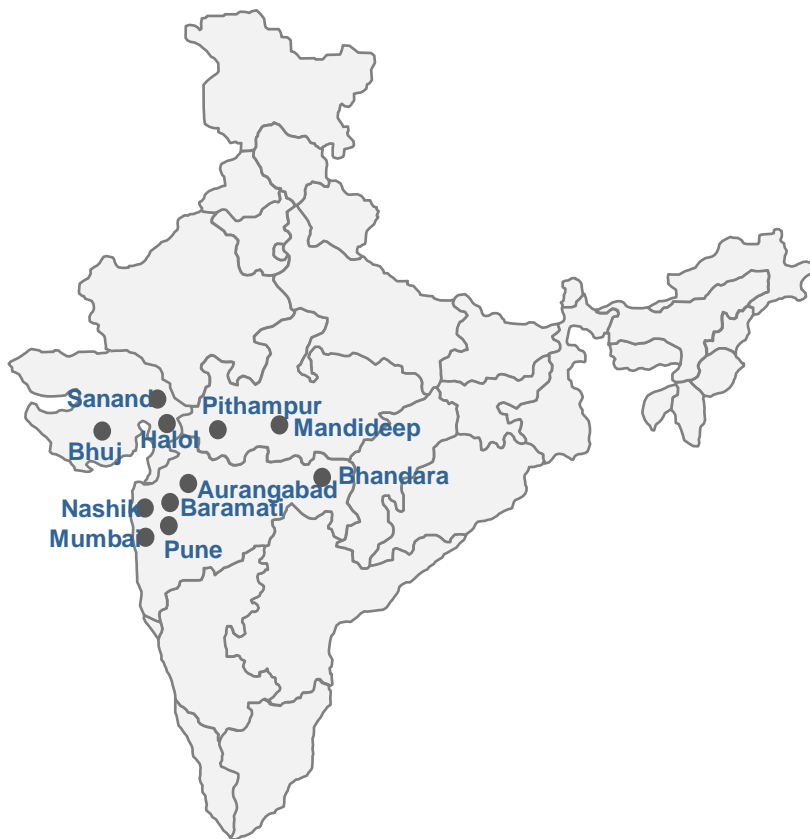 Sanand
Pithampur
Halol
Mandideep
Bhuj
Bhandara
Aurangabad
Nashik
Baramati
Mumbai
Pune